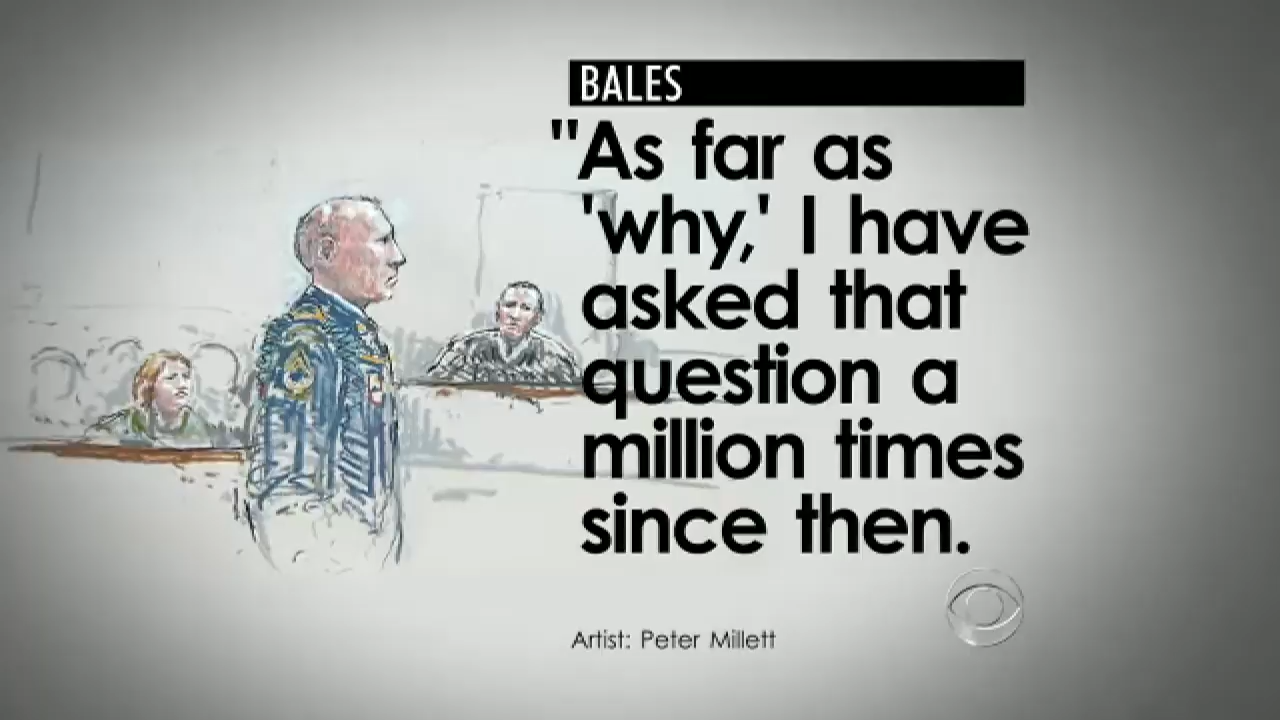 BALES
"As far as
'why,' I have
asked that
question a
million times
since then.
Artist: Peter Millett